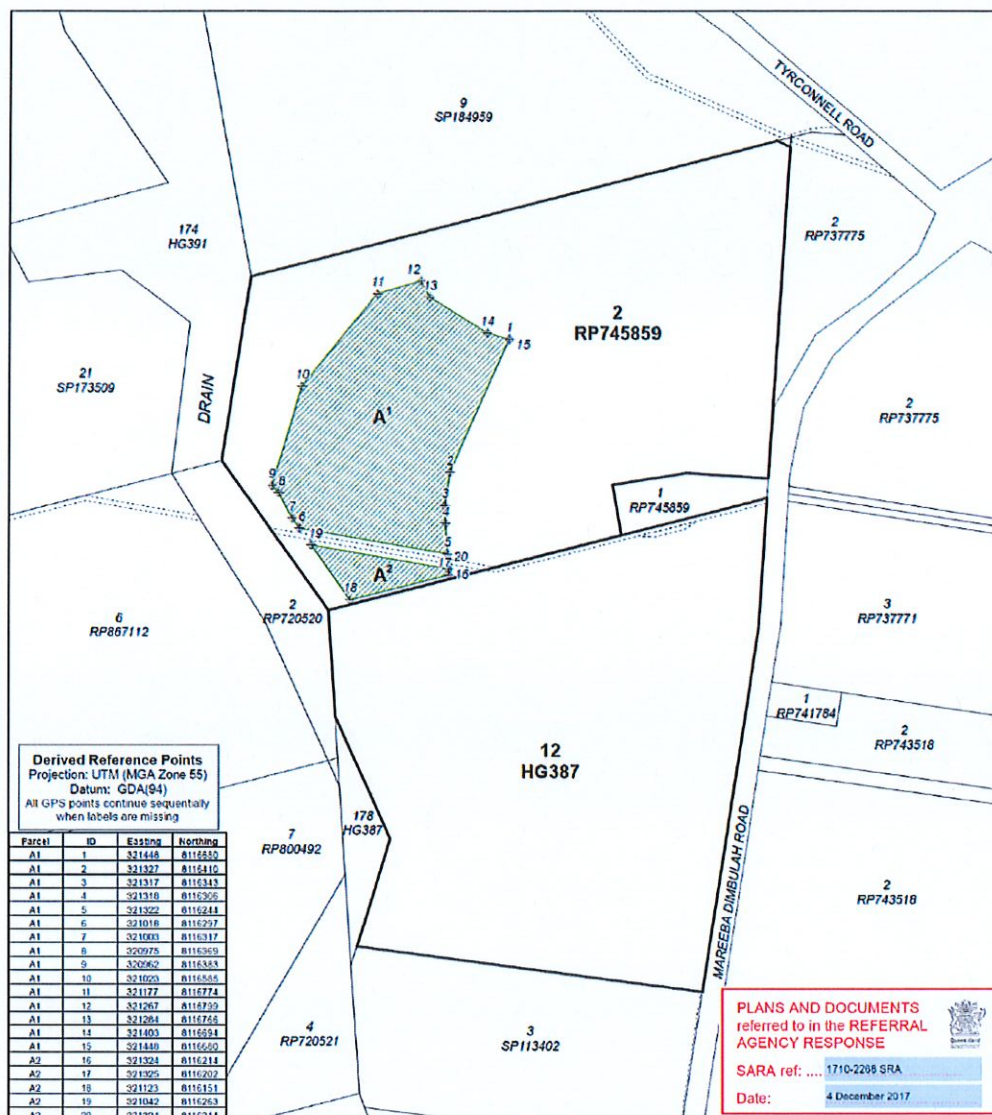 TYRCONNELL ROAD
9
SP184959
2
RP737775
174
HG391
12
11
13
14
1
15
2
RP745859
21
SP173509
DRAIN
10
A¹
2
RP737775
2
9
8
3
4
1
RP745859
7
6
19
5
20
17
16
A²
18
2
RP720520
6
RP867112
3
RP737771
1
RP741784
2
RP743518
12
HG387
Derived Reference Points
Projection: UTM (MGA Zone 55)
Datum: GDA(94)
All GPS points continue sequentially
when labels are missing
178
HG387
7
RP800492
MAREEBA DIMBULAH ROAD
2
RP743518
Parcel ID Easting Northing
A1 1 321448 8116680
A1 2 321327 8116410
A1 3 321317 8116343
A1 4 321318 8116306
A1 5 321322 8116244
A1 6 321018 8116297
A1 7 321003 8116317
A1 8 320975 8116369
A1 9 320962 8116383
A1 10 321023 8116585
A1 11 321177 8116774
A1 12 321267 8116799
A1 13 321284 8116766
A1 14 321403 8116694
A1 15 321448 8116680
A2 16 321324 8116214
A2 17 321325 8116202
A2 18 321123 8116151
A2 19 321042 8116263
A2 20
4
RP720521
3
SP113402
PLANS AND DOCUMENTS
referred to in the REFERRAL
AGENCY RESPONSE
Queensland
Government
SARA ref: .... 1710-2268 SRA
Date: 4 December 2017